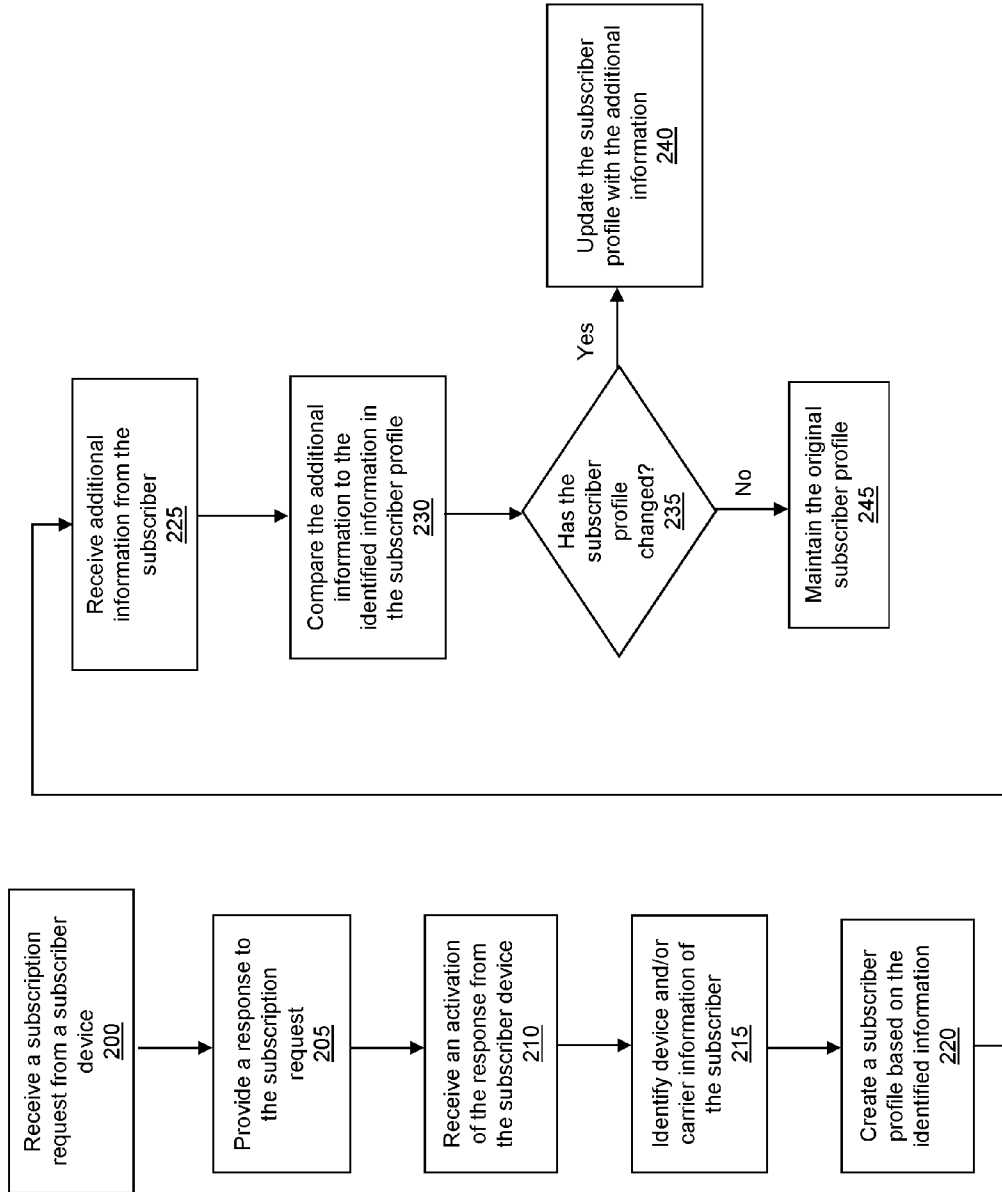 Receive a subscription
request from a subscriber
device
200
Provide a response to
the subscription
request
205
Receive an activation
of the response from
the subscriber device
210
Identify device and/or
carrier information of
the subscriber
215
Create a subscriber
profile based on the
identified information
220
Receive additional
information from the
subscriber
225
Compare the additional
information to the
identified information in
the subscriber profile
230
Has the
subscriber
profile
changed?
235
Yes
Update the subscriber
profile with the additional
information
240
No
Maintain the original
subscriber profile
245